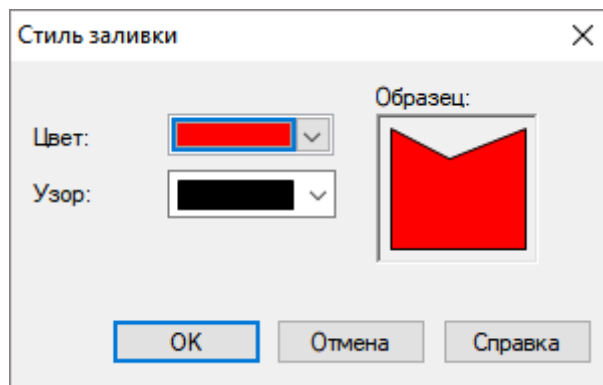 Стиль заливки
Образец:
Цвет:
Узор:
OK
Отмена
Справка